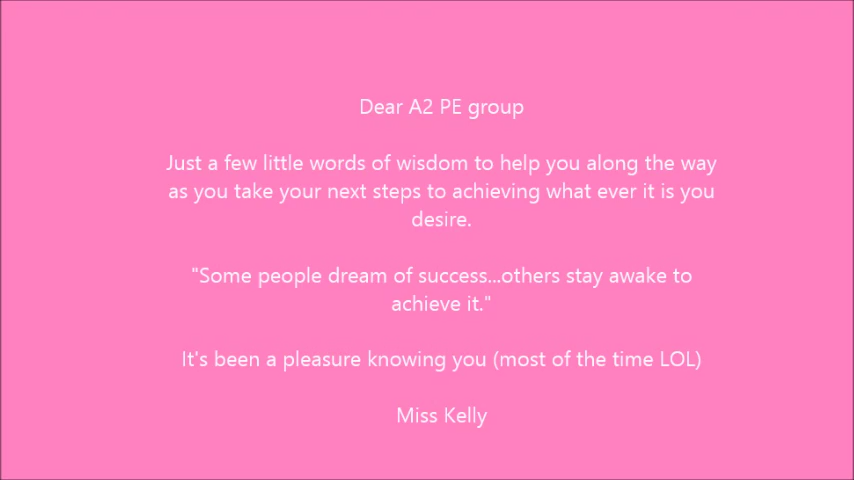 Dear A2 PE group
Just a few little words of wisdom to help you along the way
as you take your next steps to achieving what ever it is you
desire.
"Some people dream of success...others stay awake to
achieve it."
It's been a pleasure knowing you (most of the time LOL)
Miss Kelly